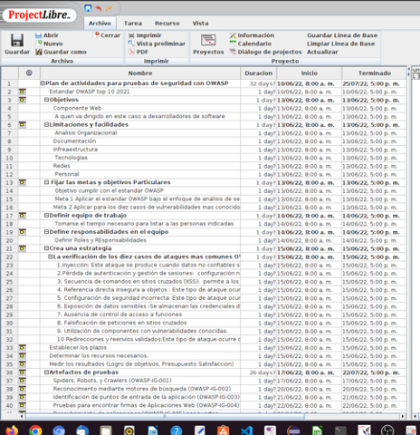 ProjectLibre
Archivo Tarea Recurso Vista
Guardar
Abrir
Nuevo
Guardar como
Cerrar
Archivo
Imprimir
Vista preliminar
PDF
Imprimir
Proyectos
Información
Calendario
Diálogo de projectos
Guardar Línea de Base
Limpiar Línea de Base
Actualizar
Proyecto
Nombre Duracion Inicio Terminado
1 Plan de actividades para pruebas de seguridad con OWASP 32 days? 10/06/22, 8:00 a. m. 25/07/22, 5:00 p. m.
2 Estandar OWASP top 10 2021 1 day? 10/06/22, 8:00 a. m. 10/06/22, 5:00 p. m.
3 Objetivos 1 day? 13/06/22, 8:00 a. m. 13/06/22, 5:00 p. m.
4 Componente Web 1 day? 13/06/22, 8:00 a. m. 13/06/22, 5:00 p. m.
5 A quien va dirigido en este caso a desarrolladores de software 1 day? 13/06/22, 8:00 a. m. 13/06/22, 5:00 p. m.
6 Limitaciones y facilidades 1 day? 13/06/22, 8:00 a. m. 13/06/22, 5:00 p. m.
7 Analisis Organizacional 1 day? 13/06/22, 8:00 a. m. 13/06/22, 5:00 p. m.
8 Documentación 1 day? 13/06/22, 8:00 a. m. 13/06/22, 5:00 p. m.
9 Infraestructura 1 day? 13/06/22, 8:00 a. m. 13/06/22, 5:00 p. m.
10 Tecnologias 1 day? 13/06/22, 8:00 a. m. 13/06/22, 5:00 p. m.
11 Redes 1 day? 13/06/22, 8:00 a. m. 13/06/22, 5:00 p. m.
12 Personal 1 day? 13/06/22, 8:00 a. m. 13/06/22, 5:00 p. m.
13 Fijar las metas y objetivos Particulares 1 day? 13/06/22, 8:00 a. m. 13/06/22, 5:00 p. m.
14 Objetivo cumplir con el estandar OWASP 1 day? 13/06/22, 8:00 a. m. 13/06/22, 5:00 p. m.
15 Meta 1 Aplicar el estandar OWASP bajo el enfoque de análisis de se 1 day? 13/06/22, 8:00 a. m. 13/06/22, 5:00 p. m.
16 Meta 2 Aplicar para los diez casos de vulnerabilidades mas conocidos 1 day? 13/06/22, 8:00 a. m. 13/06/22, 5:00 p. m.
17 Definir equipo de trabajo 1 day? 14/06/22, 8:00 a. m. 14/06/22, 5:00 p. m.
18 Tomarse el tiempo necesario para listar a las personas indicadas 1 day? 14/06/22, 8:00 a. m. 14/06/22, 5:00 p. m.
19 Define responsabilidades en el equipo 1 day? 14/06/22, 8:00 a. m. 14/06/22, 5:00 p. m.
20 Definir Roles y REsponsabilidades 1 day? 14/06/22, 8:00 a. m. 14/06/22, 5:00 p. m.
21 Crea una estrategia 1 day? 15/06/22, 8:00 a. m. 15/06/22, 5:00 p. m.
22 La verificación de los diez casos de ataques mas comunes O 1 day? 15/06/22, 8:00 a. m. 15/06/22, 5:00 p. m.
23 1.Inyección: Este ataque se produce cuando datos no confiables s 1 day? 15/06/22, 8:00 a. m. 15/06/22, 5:00 p. m.
24 2.Pérdida de autenticación y gestión de sesiones: configuración n 1 day? 15/06/22, 8:00 a. m. 15/06/22, 5:00 p. m.
25 3. Secuencia de comandos en sitios cruzados (XSS): permite a los 1 day? 15/06/22, 8:00 a. m. 15/06/22, 5:00 p. m.
26 4. Referencia directa insegura a objetos : Este tipo de ataque ocur 1 day? 15/06/22, 8:00 a. m. 15/06/22, 5:00 p. m.
27 5. Configuración de seguridad incorrecta: Este tipo de ataque ocur 1 day? 15/06/22, 8:00 a. m. 15/06/22, 5:00 p. m.
28 6. Exposición de datos sensibles :Se almacenan las credenciales d 1 day? 15/06/22, 8:00 a. m. 15/06/22, 5:00 p. m.
29 7. Ausencia de control de acceso a funciones 1 day? 15/06/22, 8:00 a. m. 15/06/22, 5:00 p. m.
30 8. Falsificación de peticiones en sitios cruzados 1 day? 15/06/22, 8:00 a. m. 15/06/22, 5:00 p. m.
31 9. Utilización de componentes con vulnerabilidades conocidas. 1 day? 15/06/22, 8:00 a. m. 15/06/22, 5:00 p. m.
32 10 Redirecciones y reenvíos validos:Este tipo de ataque ocurre c 1 day? 15/06/22, 8:00 a. m. 15/06/22, 5:00 p. m.
33 Establecer los plazos 1 day? 15/06/22, 8:00 a. m. 15/06/22, 5:00 p. m.
34 Determinar los recursos necesarios. 1 day? 15/06/22, 8:00 a. m. 15/06/22, 5:00 p. m.
35 Medir los resultados (Logro de objetivos, Presupuesto Satisfaccion) 1 day? 15/06/22, 8:00 a. m. 15/06/22, 5:00 p. m.
36 Artefactos de pruebas 26 days? 17/06/22, 8:00 a. m. 22/07/22, 5:00 p. m.
37 Spiders, Robots, y Crawlers (OWASP-IG-001) 1 day? 17/06/22, 8:00 a. m. 17/06/22, 5:00 p. m.
38 Reconocimiento mediante motores de búsqueda (OWASP-IG-002) 1 day? 17/06/22, 8:00 a. m. 17/06/22, 5:00 p. m.
39 Identificación de puntos de entrada de la aplicación (OWASP-IG-003) 1 day? 17/06/22, 8:00 a. m. 17/06/22, 5:00 p. m.
40 Pruebas para encontrar firmas de Aplicaciones Web (OWASP-IG-004) 1 day? 17/06/22, 8:00 a. m. 17/06/22, 5:00 p. m.